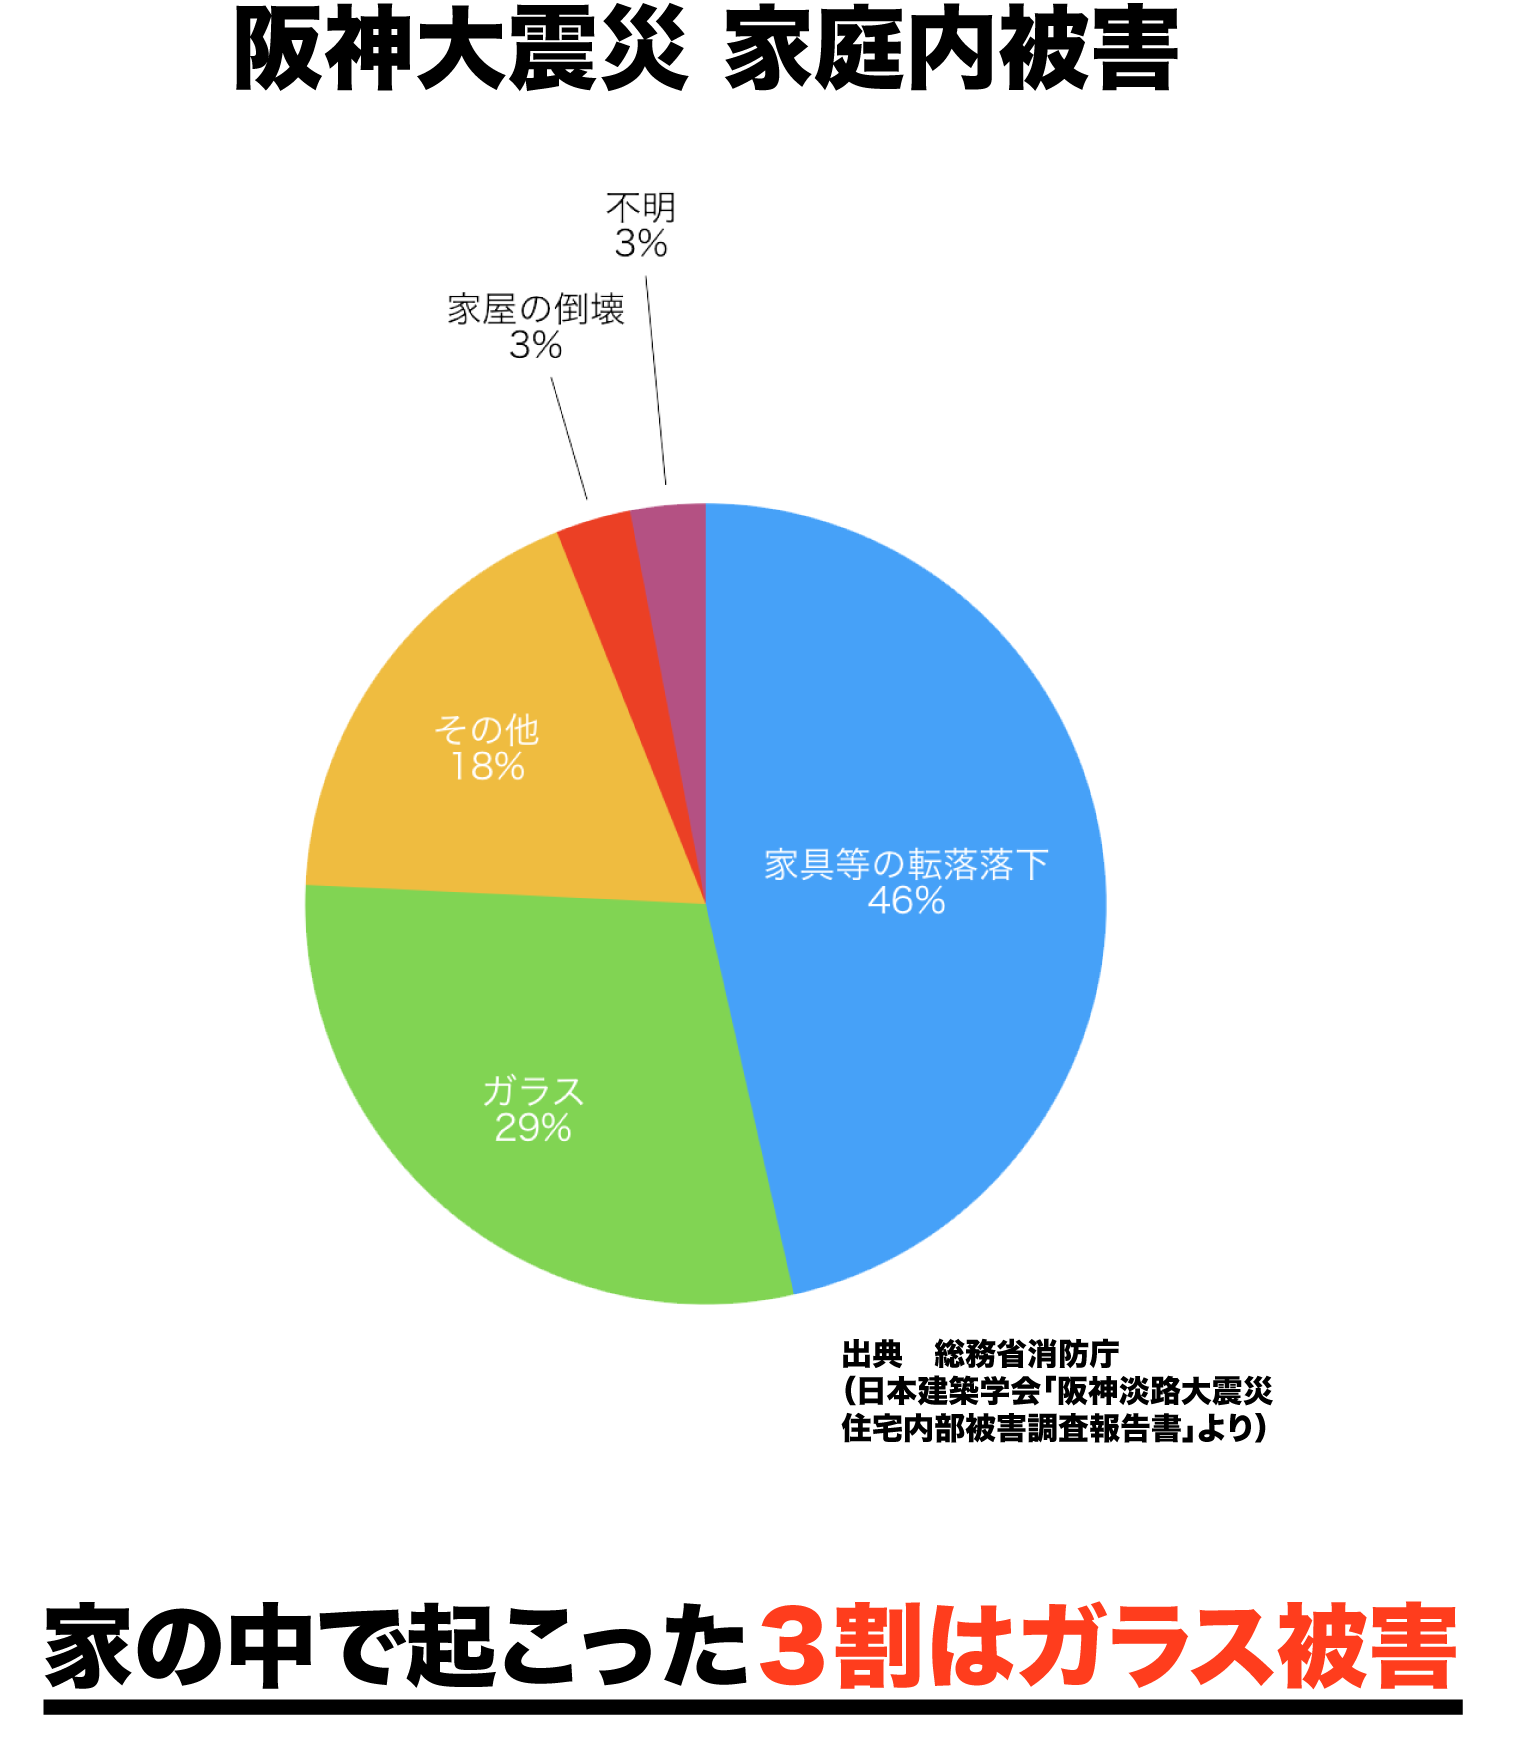 阪神大震災 家庭内被害
不明
3%
家屋の倒壊
3%
その他
18%
家具等の転落落下
46%
ガラス
29%
出典　総務省消防庁
（日本建築学会「阪神淡路大震災
住宅内部被害調査報告書」より）
家の中で起こった３割はガラス被害